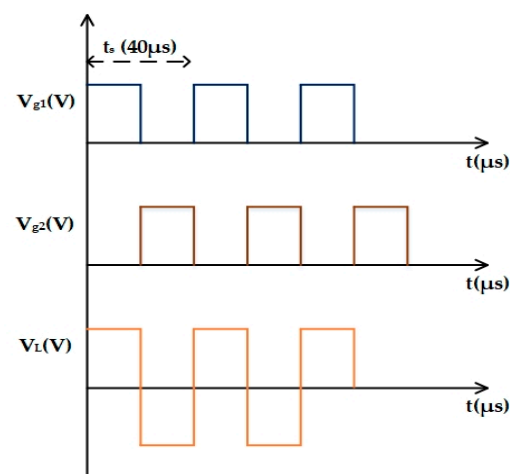 tₛ (40μs)
V_g1(V)
t(μs)
V_g2(V)
t(μs)
V_L(V)
t(μs)